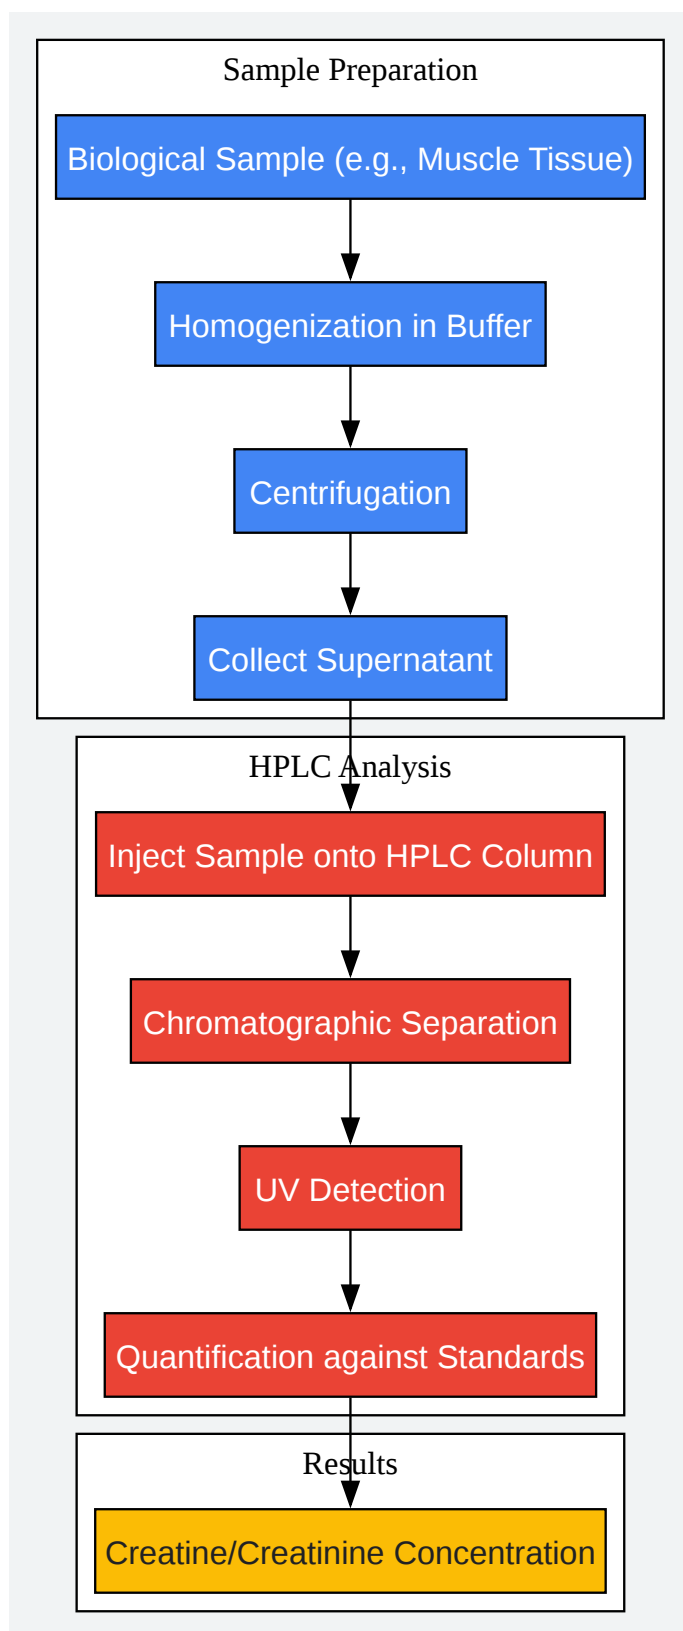 Sample Preparation
Biological Sample (e.g., Muscle Tissue)
Homogenization in Buffer
Centrifugation
Collect Supernatant
HPLC Analysis
Inject Sample onto HPLC Column
Chromatographic Separation
UV Detection
Quantification against Standards
Results
Creatine/Creatinine Concentration